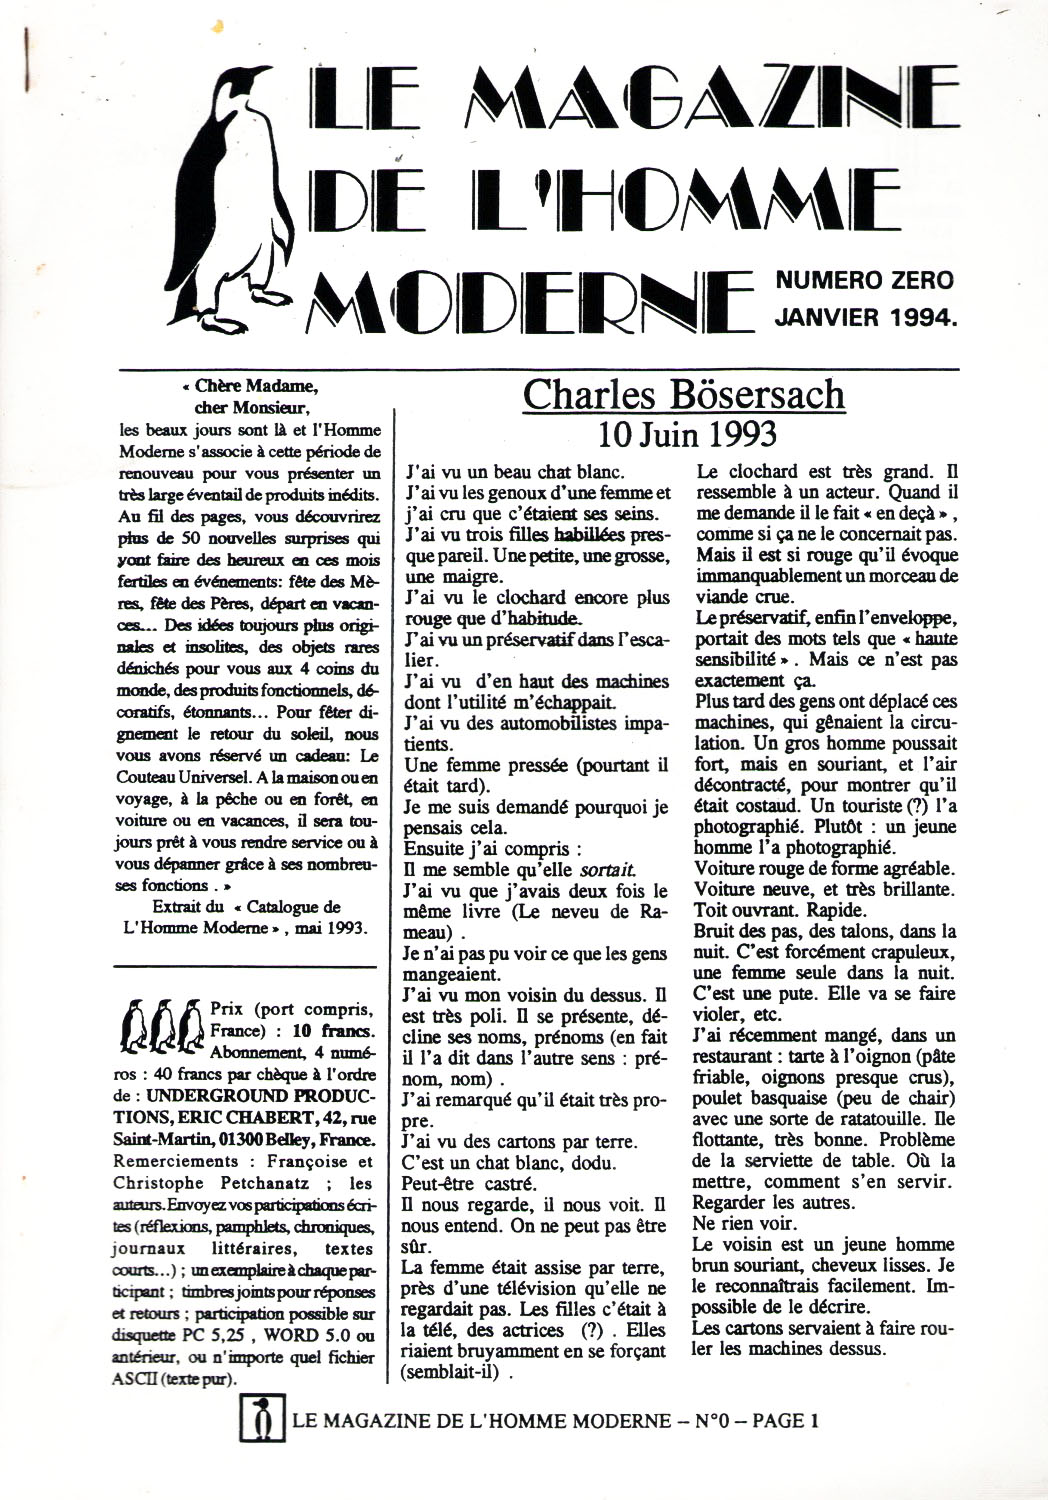 LE MAGAZINE
DE L'HOMME
MODERNE
NUMERO ZERO
JANVIER 1994.
« Chère Madame,
cher Monsieur,
les beaux jours sont là et l'Homme
Moderne s'associe à cette période de
renouveau pour vous présenter un
très large éventail de produits inédits.
Au fil des pages, vous découvrirez
plus de 50 nouvelles surprises qui
vont faire des heureux en ces mois
fertiles en événements: fête des Mè-
res, fête des Pères, départ en vacan-
ces... Des idées toujours plus origi-
nales et insolites, des objets rares
dénichés pour vous aux 4 coins du
monde, des produits fonctionnels, dé-
coratifs, étonnants... Pour fêter di-
gnement le retour du soleil, nous
vous avons réservé un cadeau: Le
Couteau Universel. A la maison ou en
voyage, à la pêche ou en forêt, en
voiture ou en vacances, il sera tou-
jours prêt à vous rendre service ou à
vous dépanner grâce à ses nombreu-
ses fonctions . »
Extrait du « Catalogue de
L'Homme Moderne » , mai 1993.
Prix (port compris,
France) : 10 francs.
Abonnement, 4 numé-
ros : 40 francs par chèque à l'ordre
de : UNDERGROUND PRODUC-
TIONS, ERIC CHABERT, 42, rue
Saint-Martin, 01300 Belley, France.
Remerciements : Françoise et
Christophe Petchanatz ; les
auteurs. Envoyez vos participations écri-
tes (réflexions, pamphlets, chroniques,
journaux littéraires, textes
courts...) ; un exemplaire à chaque par-
ticipant ; timbres joints pour réponses
et retours ; participation possible sur
disquette PC 5,25 , WORD 5.0 ou
antérieur, ou n'importe quel fichier
ASCII (texte pur).
Charles Bösersach
10 Juin 1993
J'ai vu un beau chat blanc.
J'ai vu les genoux d'une femme et
j'ai cru que c'étaient ses seins.
J'ai vu trois filles habillées pres-
que pareil. Une petite, une grosse,
une maigre.
J'ai vu le clochard encore plus
rouge que d'habitude.
J'ai vu un préservatif dans l'esca-
lier.
J'ai vu d'en haut des machines
dont l'utilité m'échappait.
J'ai vu des automobilistes impa-
tients.
Une femme pressée (pourtant il
était tard).
Je me suis demandé pourquoi je
pensais cela.
Ensuite j'ai compris :
Il me semble qu'elle sortait.
J'ai vu que j'avais deux fois le
même livre (Le neveu de Ra-
meau) .
Je n'ai pas pu voir ce que les gens
mangeaient.
J'ai vu mon voisin du dessus. Il
est très poli. Il se présente, dé-
cline ses noms, prénoms (en fait
il l'a dit dans l'autre sens : pré-
nom, nom) .
J'ai remarqué qu'il était très pro-
pre.
J'ai vu des cartons par terre.
C'est un chat blanc, dodu.
Peut-être castré.
Il nous regarde, il nous voit. Il
nous entend. On ne peut pas être
sûr.
La femme était assise par terre,
près d'une télévision qu'elle ne
regardait pas. Les filles c'était à
la télé, des actrices (?) . Elles
riaient bruyamment en se forçant
(semblait-il) .
Le clochard est très grand. Il
ressemble à un acteur. Quand il
me demande il le fait « en deçà » ,
comme si ça ne le concernait pas.
Mais il est si rouge qu'il évoque
immanquablement un morceau de
viande crue.
Le préservatif, enfin l'enveloppe,
portait des mots tels que « haute
sensibilité » . Mais ce n'est pas
exactement ça.
Plus tard des gens ont déplacé ces
machines, qui gênaient la circu-
lation. Un gros homme poussait
fort, mais en souriant, et l'air
décontracté, pour montrer qu'il
était costaud. Un touriste (?) l'a
photographié. Plutôt : un jeune
homme l'a photographié.
Voiture rouge de forme agréable.
Voiture neuve, et très brillante.
Toit ouvrant. Rapide.
Bruit des pas, des talons, dans la
nuit. C'est forcément crapuleux,
une femme seule dans la nuit.
C'est une pute. Elle va se faire
violer, etc.
J'ai récemment mangé, dans un
restaurant : tarte à l'oignon (pâte
friable, oignons presque crus),
poulet basquaise (peu de chair)
avec une sorte de ratatouille. Ile
flottante, très bonne. Problème
de la serviette de table. Où la
mettre, comment s'en servir.
Regarder les autres.
Ne rien voir.
Le voisin est un jeune homme
brun souriant, cheveux lisses. Je
le reconnaîtrais facilement. Im-
possible de le décrire.
Les cartons servaient à faire rou-
ler les machines dessus.
LE MAGAZINE DE L'HOMME MODERNE – N°0 – PAGE 1